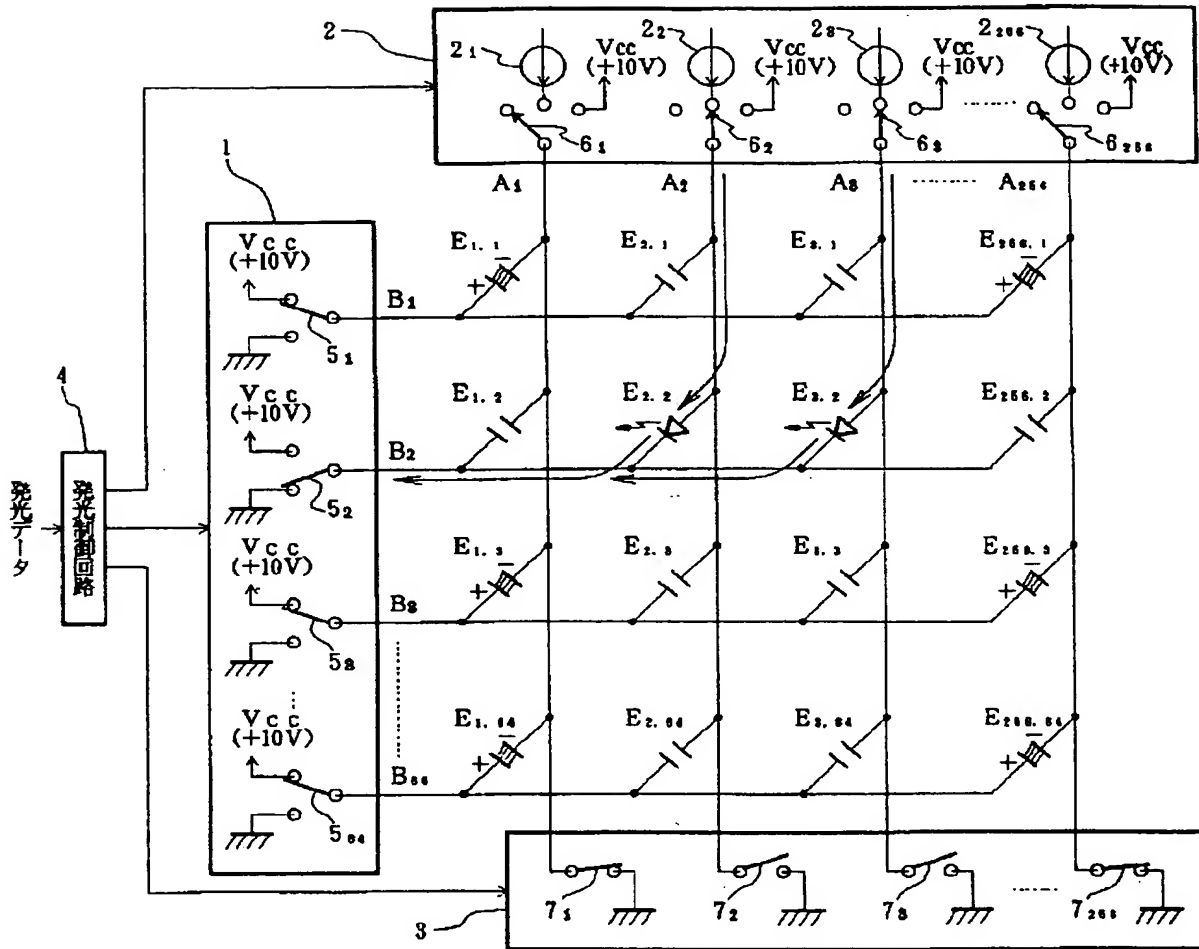 2
2₁
Vcc
(+10V)
2₂
Vcc
(+10V)
2₃
Vcc
(+10V)
2₂₅₆
Vcc
(+10V)
6₁
6₂
6₃
6₂₅₆
1
A₁
A₂
A₃
A₂₅₆
Vcc
(+10V)
5₁
B₁
E₁.₁
E₂.₁
E₃.₁
E₂₅₆.₁
+
−
+
−
4
発光データ
発光制御回路
Vcc
(+10V)
5₂
B₂
E₁.₂
E₂.₂
E₃.₂
E₂₅₆.₂
Vcc
(+10V)
5₃
B₃
E₁.₃
E₂.₃
E₃.₃
E₂₅₆.₃
+
−
+
−
Vcc
(+10V)
5₆₄
B₆₄
E₁.₆₄
E₂.₆₄
E₃.₆₄
E₂₅₆.₆₄
+
−
+
−
3
7₁
7₂
7₃
7₂₅₆